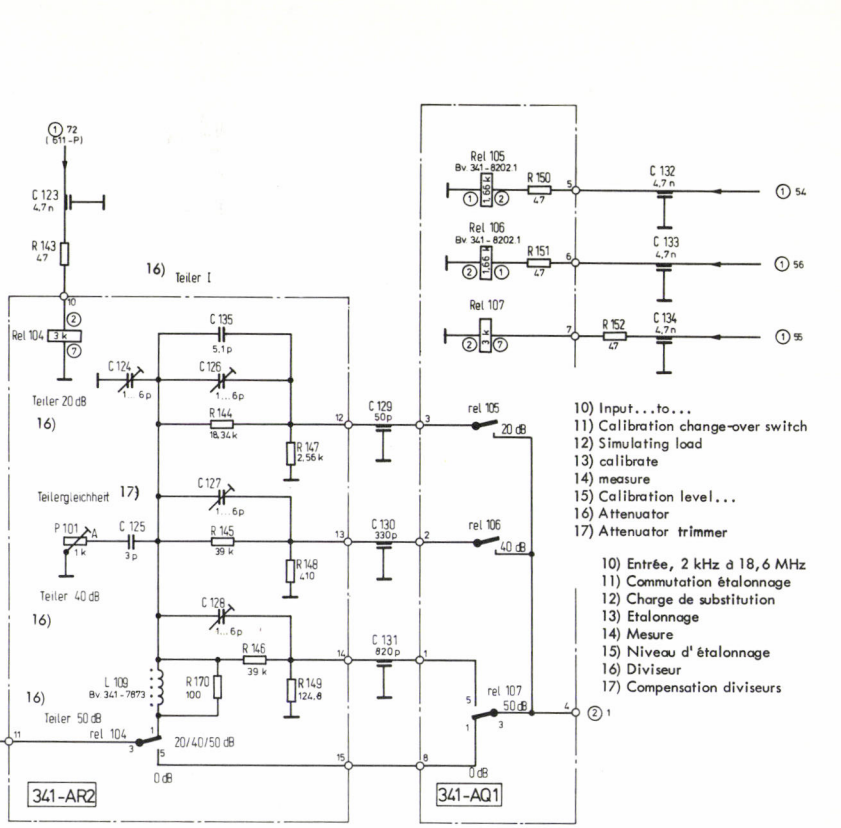 ① 72
(611-P)
C 123
4,7 n
R 143
47
16) Teiler I
10
Rel 104 3 k
②
⑦
C 135
5,1 p
C 124
1...6p
C 126
1...6p
Teiler 20 dB
16)
R 144
18,34 k
R 147
2,56 k
12
C 129
50p
3
rel 105
20 dB
Teilergleichheit 17)
C 127
1...6p
P 101
A
1 k
C 125
3 p
R 145
39 k
R 148
410
13
C 130
330p
2
rel 106
40 dB
Teiler 40 dB
16)
C 128
1...6p
R 146
39 k
14
C 131
820p
1
L 109
Bv. 341-7873
R 170
100
R 149
124,8
16)
Teiler 50 dB
11
rel 104
3
1
5
20/40/50 dB
0 dB
15
8
5
1
rel 107
50 dB
3
4
② 1
0 dB
341-AR2
341-AQ1
Rel 105
Bv. 341-8202.1
1,66 k
① ②
R 150
47
5
C 132
4,7 n
① 54
Rel 106
Bv. 341-8202.1
1,66 k
② ①
R 151
47
6
C 133
4,7n
① 56
Rel 107
3 k
② ⑦
7
R 152
47
C 134
4,7n
① 55
10) Input...to...
11) Calibration change-over switch
12) Simulating load
13) calibrate
14) measure
15) Calibration level...
16) Attenuator
17) Attenuator trimmer
10) Entrée, 2 kHz à 18,6 MHz
11) Commutation étalonnage
12) Charge de substitution
13) Etalonnage
14) Mesure
15) Niveau d'étalonnage
16) Diviseur
17) Compensation diviseurs